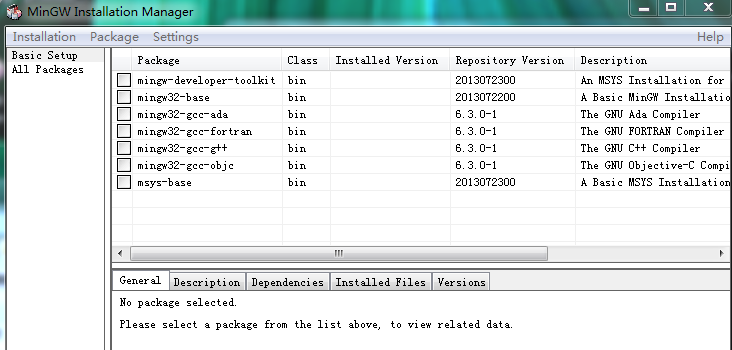 MinGW Installation Manager
Installation Package Settings Help
Basic Setup
All Packages
Package Class Installed Version Repository Version Description
mingw-developer-toolkit bin 2013072300 An MSYS Installation for
mingw32-base bin 2013072200 A Basic MinGW Installatio
mingw32-gcc-ada bin 6.3.0-1 The GNU Ada Compiler
mingw32-gcc-fortran bin 6.3.0-1 The GNU FORTRAN Compiler
mingw32-gcc-g++ bin 6.3.0-1 The GNU C++ Compiler
mingw32-gcc-objc bin 6.3.0-1 The GNU Objective-C Compi
msys-base bin 2013072300 A Basic MSYS Installation
General Description Dependencies Installed Files Versions
No package selected.
Please select a package from the list above, to view related data.